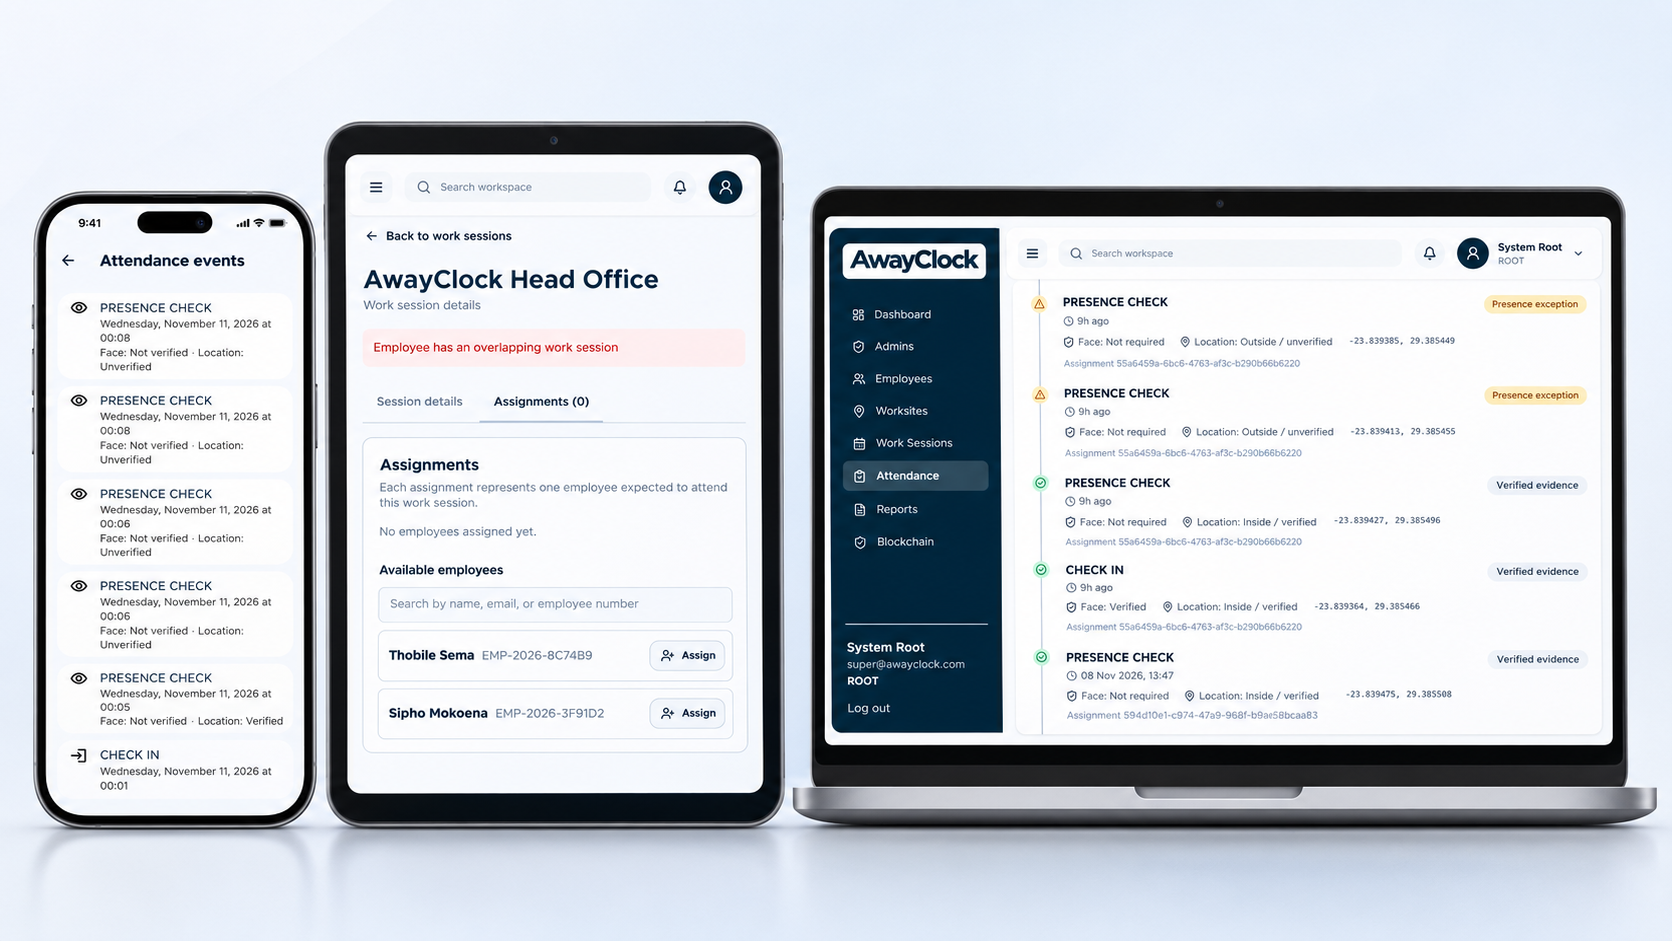 9:41
Attendance events
PRESENCE CHECK
Wednesday, November 11, 2026 at
00:08
Face: Not verified · Location:
Unverified
PRESENCE CHECK
Wednesday, November 11, 2026 at
00:08
Face: Not verified · Location:
Unverified
PRESENCE CHECK
Wednesday, November 11, 2026 at
00:06
Face: Not verified · Location:
Unverified
PRESENCE CHECK
Wednesday, November 11, 2026 at
00:06
Face: Not verified · Location:
Unverified
PRESENCE CHECK
Wednesday, November 11, 2026 at
00:05
Face: Not verified · Location: Verified
CHECK IN
Wednesday, November 11, 2026 at
00:01
Search workspace
Back to work sessions
AwayClock Head Office
Work session details
Employee has an overlapping work session
Session details Assignments (0)
Assignments
Each assignment represents one employee expected to attend
this work session.
No employees assigned yet.
Available employees
Search by name, email, or employee number
Thobile Sema EMP-2026-8C74B9 Assign
Sipho Mokoena EMP-2026-3F91D2 Assign
AwayClock
Dashboard
Admins
Employees
Worksites
Work Sessions
Attendance
Reports
Blockchain
System Root
super@awayclock.com
ROOT
Log out
Search workspace
System Root
ROOT
PRESENCE CHECK Presence exception
9h ago
Face: Not required Location: Outside / unverified -23.839385, 29.385449
Assignment 55a6459a-6bc6-4763-af3c-b290b66b6220
PRESENCE CHECK Presence exception
9h ago
Face: Not required Location: Outside / unverified -23.839413, 29.385455
Assignment 55a6459a-6bc6-4763-af3c-b290b66b6220
PRESENCE CHECK Verified evidence
9h ago
Face: Not required Location: Inside / verified -23.839427, 29.385496
Assignment 55a6459a-6bc6-4763-af3c-b290b66b6220
CHECK IN Verified evidence
9h ago
Face: Verified Location: Inside / verified -23.839364, 29.385466
Assignment 55a6459a-6bc6-4763-af3c-b290b66b6220
PRESENCE CHECK Verified evidence
08 Nov 2026, 13:47
Face: Not required Location: Inside / verified -23.839475, 29.385508
Assignment 594d10e1-c974-47a9-968f-b9ae58bcaa83